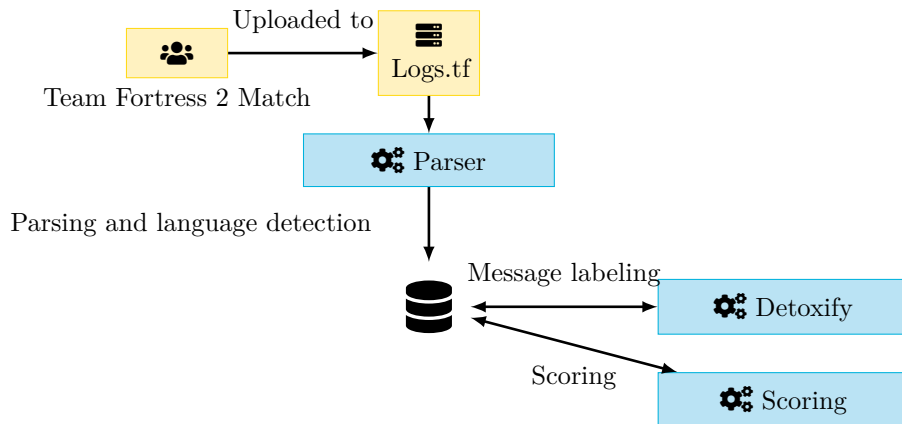 Uploaded to
Logs.tf
Team Fortress 2 Match
Parser
Parsing and language detection
Message labeling
Detoxify
Scoring
Scoring